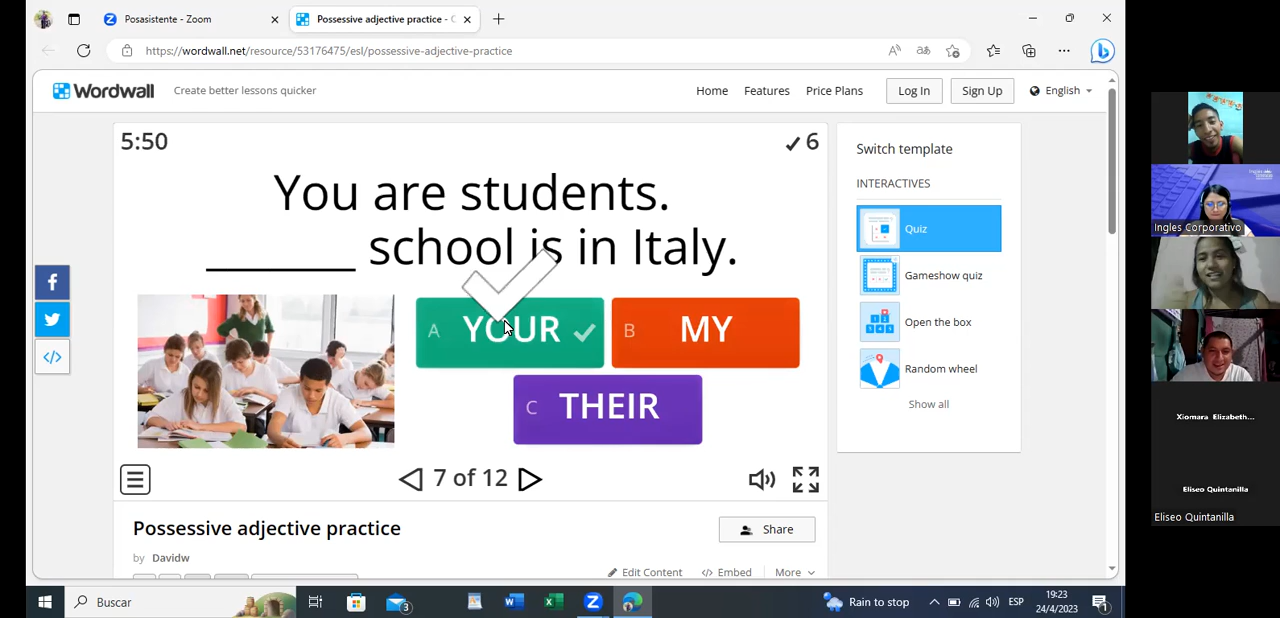 Posasistente - Zoom
Possessive adjective practice - C
https://wordwall.net/resource/53176475/esl/possessive-adjective-practice
Wordwall
Create better lessons quicker
Home
Features
Price Plans
Log In
Sign Up
English
5:50
6
You are students.
_______ school is in Italy.
A YOUR
B MY
C THEIR
7 of 12
Possessive adjective practice
Share
by Davidw
Edit Content
Embed
More
Switch template
INTERACTIVES
Quiz
Gameshow quiz
Open the box
Random wheel
Show all
Ingles Corporativo
Xiomara Elizabeth...
Eliseo Quintanilla
Eliseo Quintanilla
Buscar
3
Rain to stop
ESP
19:23
24/4/2023
1